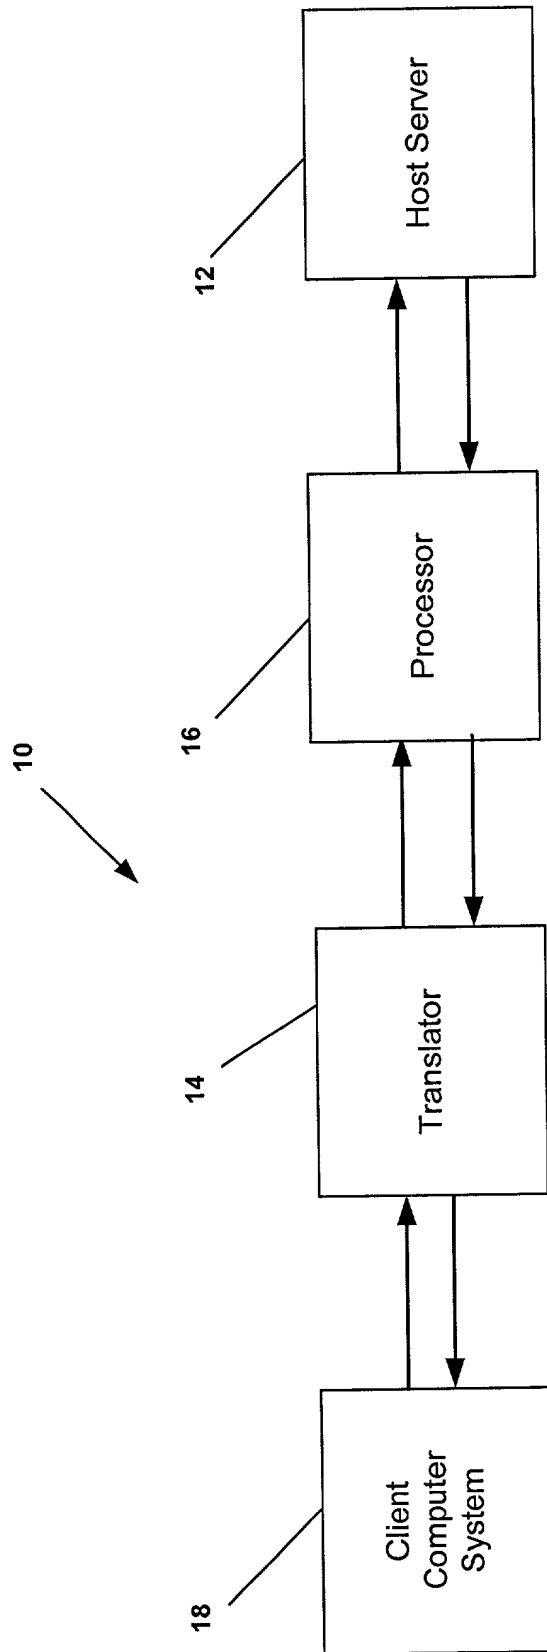 10
18
14
16
12
Client
Computer
System
Translator
Processor
Host Server